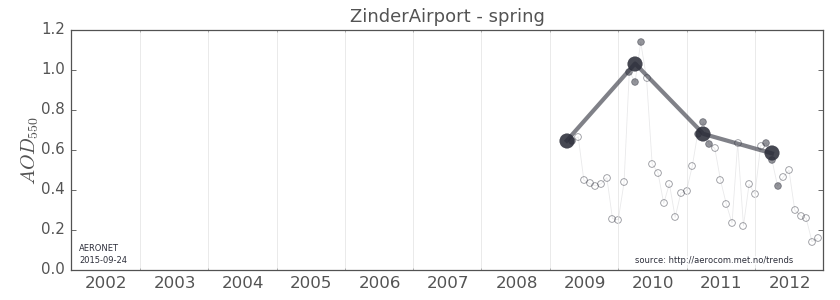 ZinderAirport - spring
1.2
1.0
0.8
0.6
0.4
0.2
0.0
AOD550
AERONET
2015-09-24
source: http://aerocom.met.no/trends
2002 2003 2004 2005 2006 2007 2008 2009 2010 2011 2012